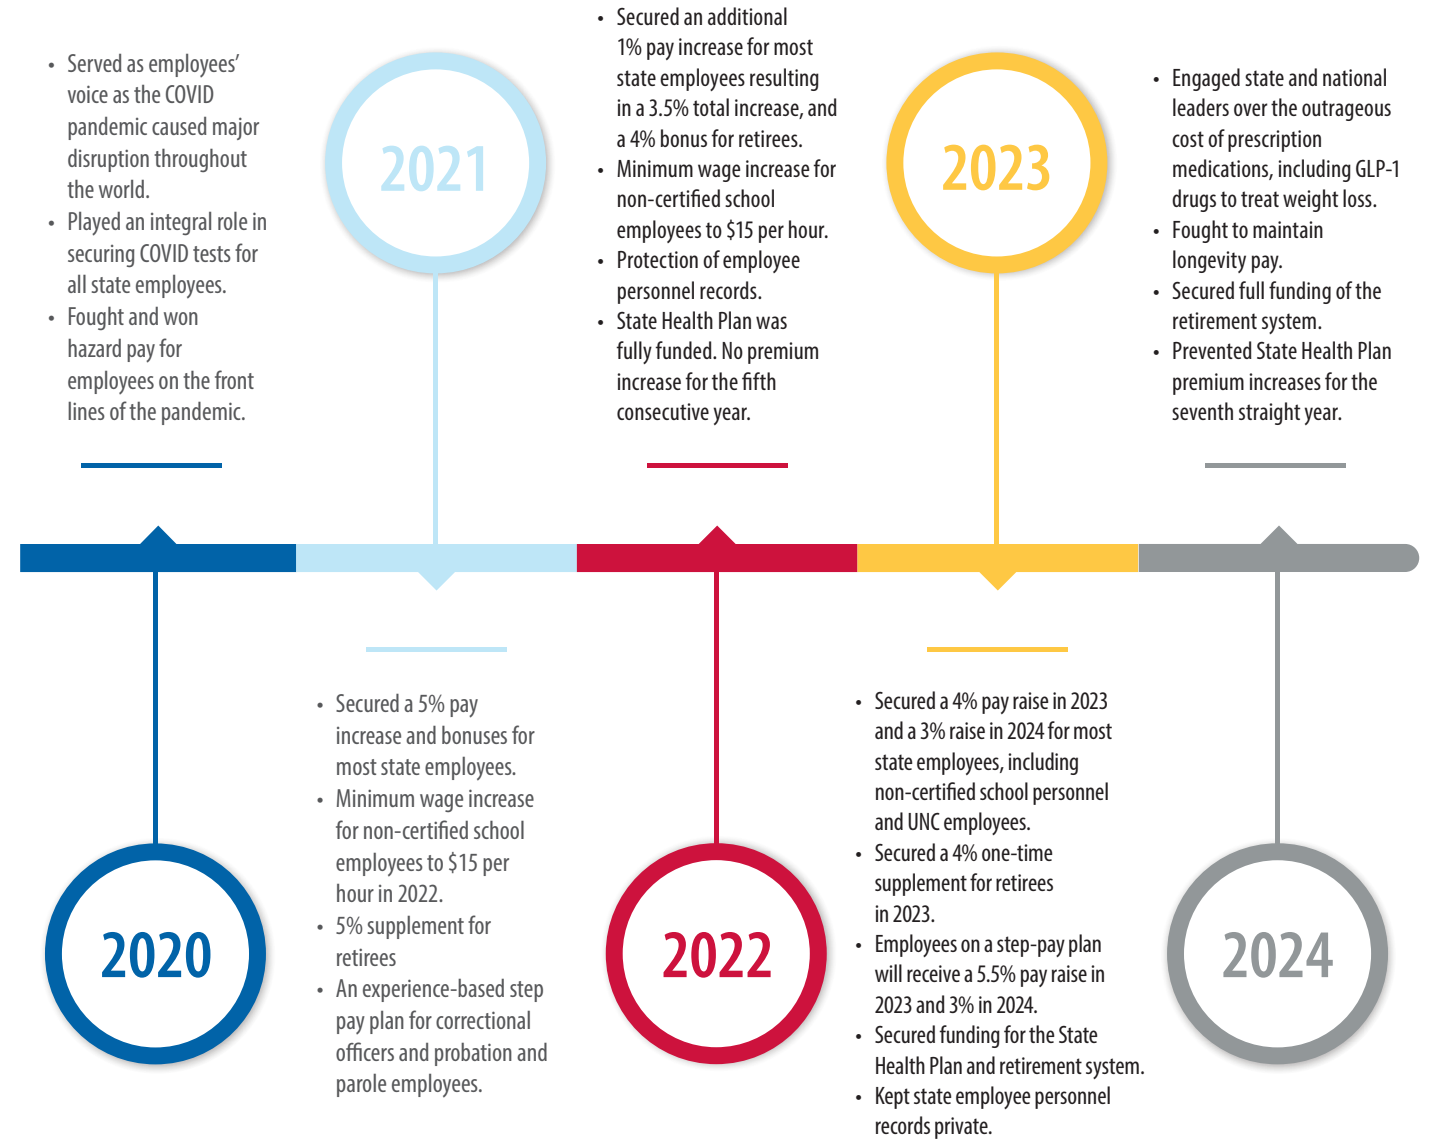 • Served as employees’
voice as the COVID
pandemic caused major
disruption throughout
the world.
• Played an integral role in
securing COVID tests for
all state employees.
• Fought and won
hazard pay for
employees on the front
lines of the pandemic.
2020
2021
• Secured a 5% pay
increase and bonuses for
most state employees.
• Minimum wage increase
for non-certified school
employees to $15 per
hour in 2022.
• 5% supplement for
retirees
• An experience-based step
pay plan for correctional
officers and probation and
parole employees.
• Secured an additional
1% pay increase for most
state employees resulting
in a 3.5% total increase, and
a 4% bonus for retirees.
• Minimum wage increase for
non-certified school
employees to $15 per hour.
• Protection of employee
personnel records.
• State Health Plan was
fully funded. No premium
increase for the fifth
consecutive year.
2022
2023
• Secured a 4% pay raise in 2023
and a 3% raise in 2024 for most
state employees, including
non-certified school personnel
and UNC employees.
• Secured a 4% one-time
supplement for retirees
in 2023.
• Employees on a step-pay plan
will receive a 5.5% pay raise in
2023 and 3% in 2024.
• Secured funding for the State
Health Plan and retirement system.
• Kept state employee personnel
records private.
• Engaged state and national
leaders over the outrageous
cost of prescription
medications, including GLP-1
drugs to treat weight loss.
• Fought to maintain
longevity pay.
• Secured full funding of the
retirement system.
• Prevented State Health Plan
premium increases for the
seventh straight year.
2024